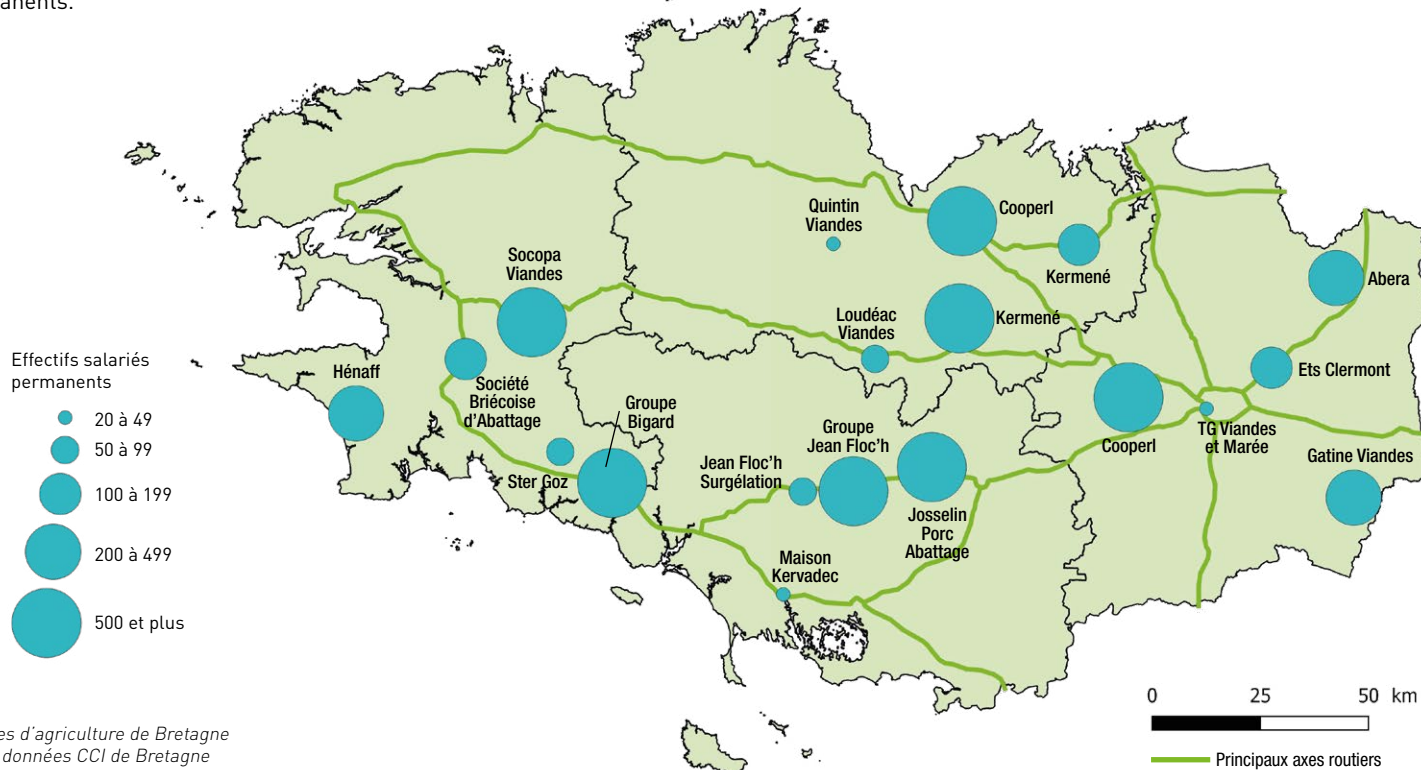 Quintin
Viandes
Cooperl
Kermené
Socopa
Viandes
Abera
Loudéac
Viandes
Kermené
Effectifs salariés
permanents
20 à 49
50 à 99
100 à 199
200 à 499
500 et plus
Hénaff
Société
Briécoise
d'Abattage
Ets Clermont
Groupe
Bigard
Groupe
Jean Floc'h
Cooperl
TG Viandes
et Marée
Gatine Viandes
Jean Floc'h
Surgélation
Ster Goz
Josselin
Porc
Abattage
Maison
Kervadec
0 25 50 km
Principaux axes routiers
d'agriculture de Bretagne
données CCI de Bretagne